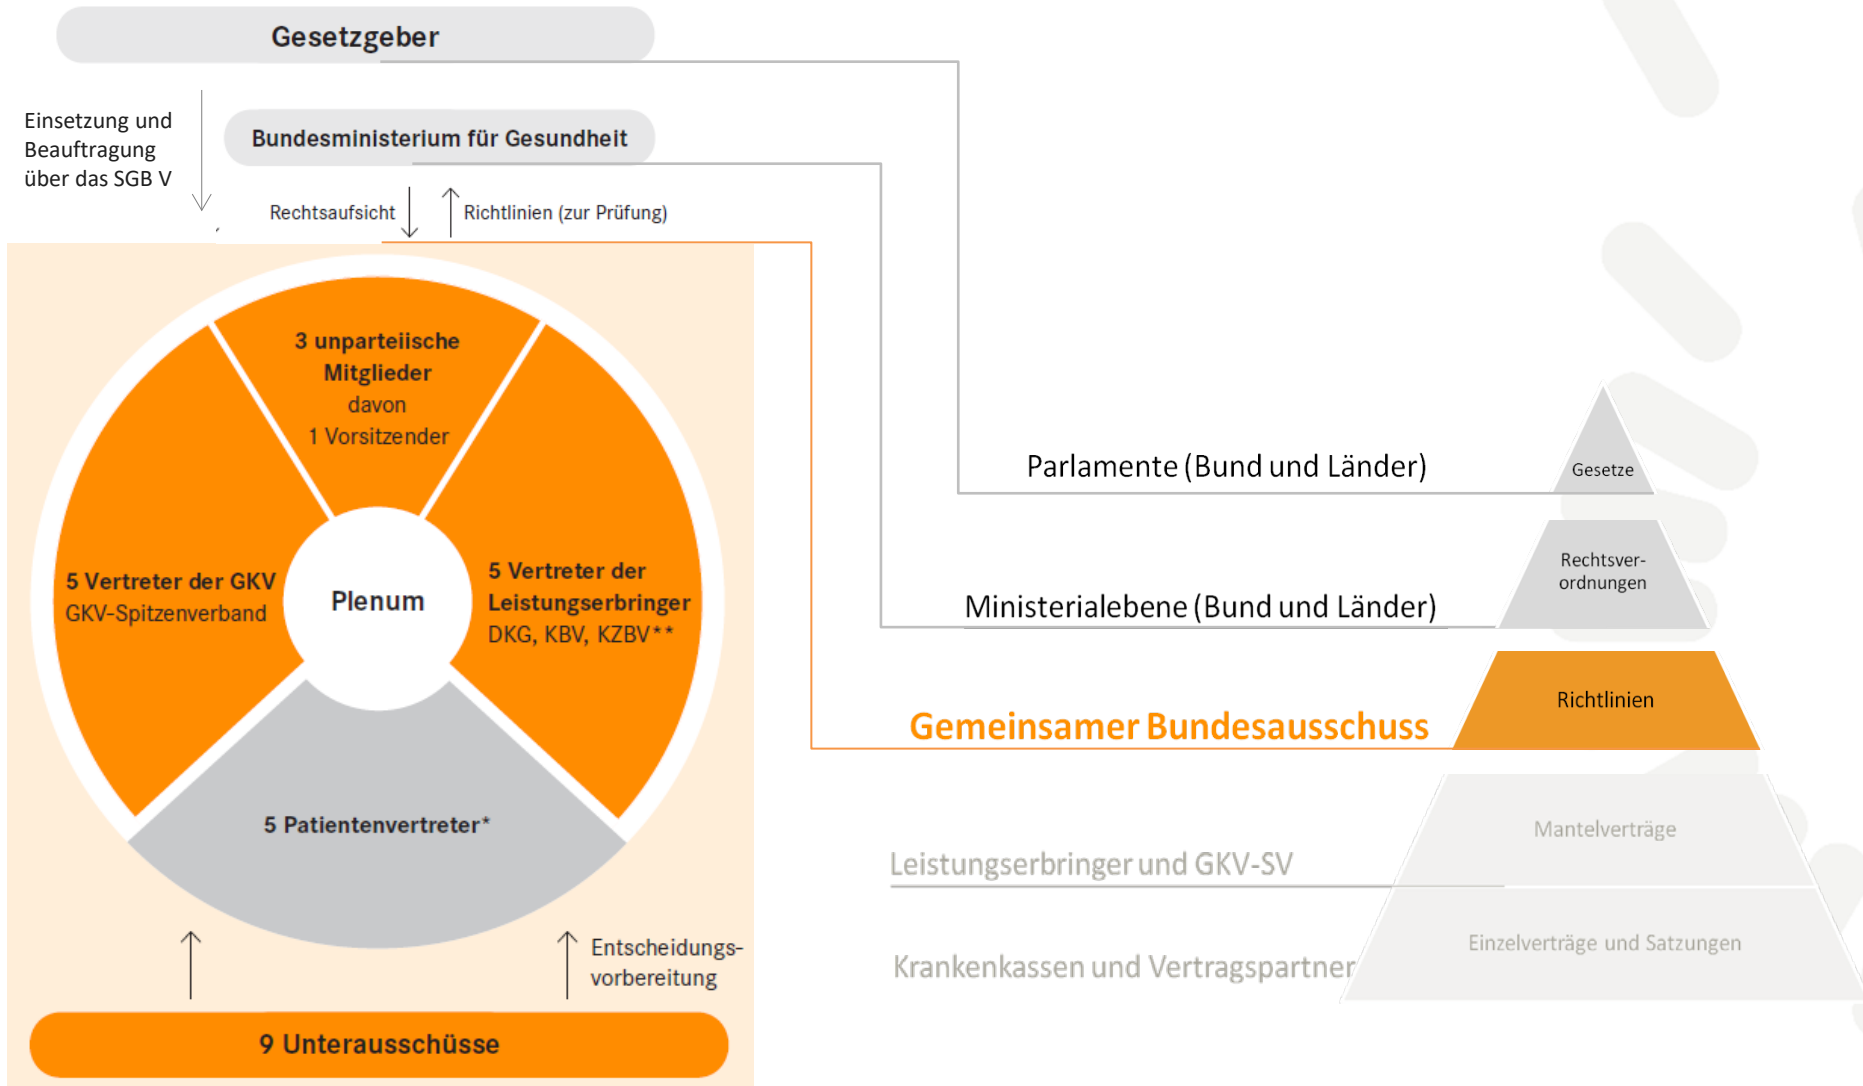 Gesetzgeber
Einsetzung und
Beauftragung
über das SGB V
Bundesministerium für Gesundheit
Rechtsaufsicht
Richtlinien (zur Prüfung)
3 unparteiische
Mitglieder
davon
1 Vorsitzender
5 Vertreter der GKV
GKV-Spitzenverband
Plenum
5 Vertreter der
Leistungserbringer
DKG, KBV, KZBV**
5 Patientenvertreter*
Entscheidungs-
vorbereitung
9 Unterausschüsse
Parlamente (Bund und Länder)
Gesetze
Ministerialebene (Bund und Länder)
Rechtsver-
ordnungen
Gemeinsamer Bundesausschuss
Richtlinien
Leistungserbringer und GKV-SV
Mantelverträge
Krankenkassen und Vertragspartner
Einzelverträge und Satzungen